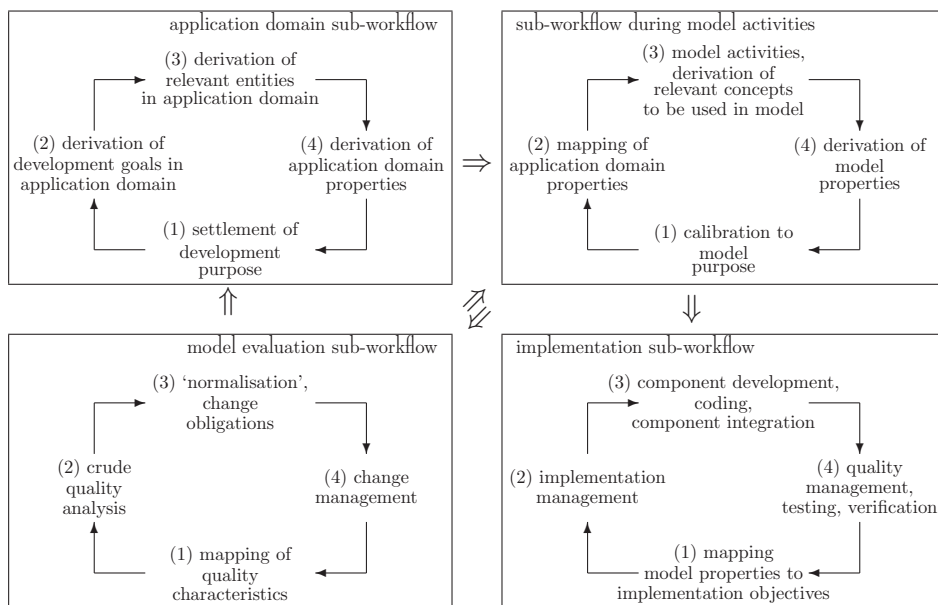 application domain sub-workflow
(3) derivation of
relevant entities
in application domain
(2) derivation of
development goals in
application domain
(4) derivation of
application domain
properties
(1) settlement of
development
purpose
sub-workflow during model activities
(3) model activities,
derivation of
relevant concepts
to be used in model
(2) mapping of
application domain
properties
(4) derivation of
model
properties
(1) calibration to
model
purpose
model evaluation sub-workflow
(3) ‘normalisation’,
change
obligations
(2) crude
quality
analysis
(4) change
management
(1) mapping of
quality
characteristics
implementation sub-workflow
(3) component development,
coding,
component integration
(2) implementation
management
(4) quality
management,
testing, verification
(1) mapping
model properties to
implementation objectives